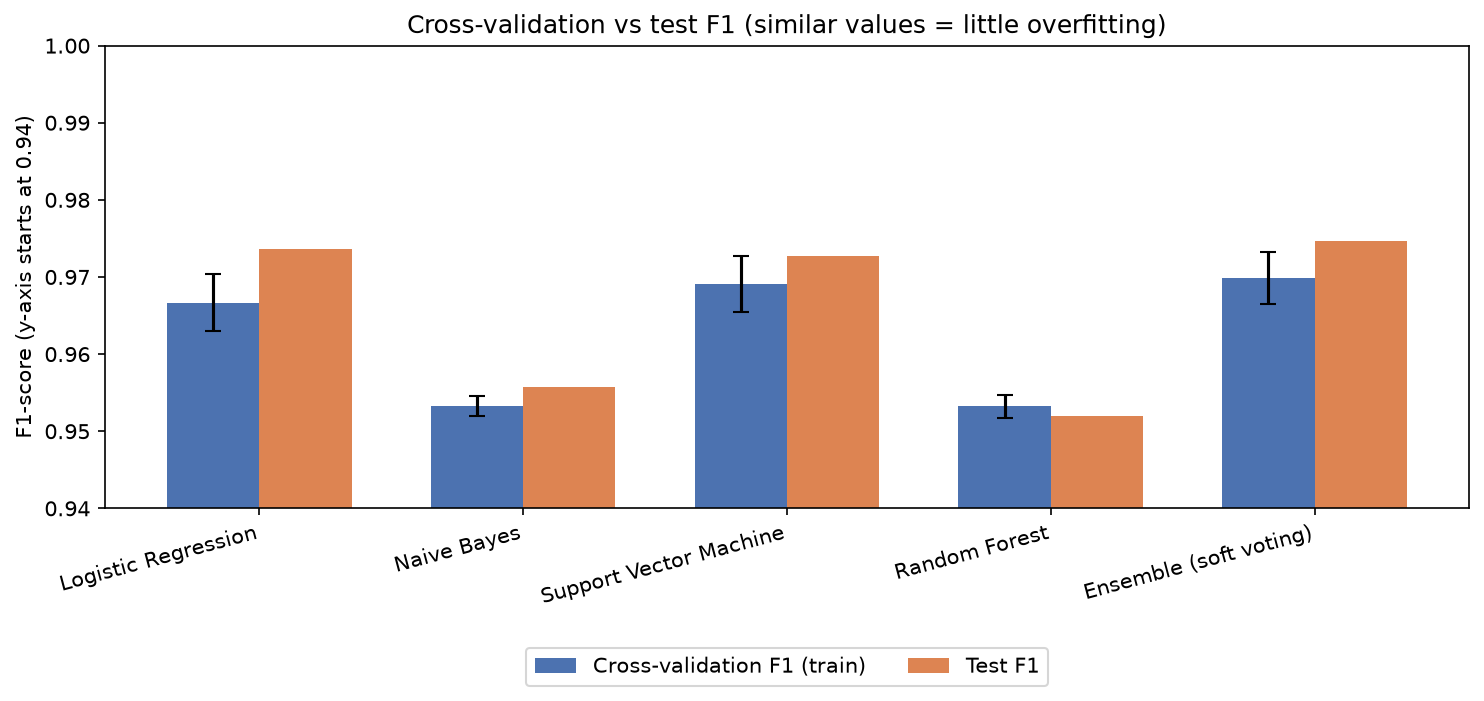 Cross-validation vs test F1 (similar values = little overfitting)
F1-score (y-axis starts at 0.94)
1.00
0.99
0.98
0.97
0.96
0.95
0.94
Logistic Regression
Naive Bayes
Support Vector Machine
Random Forest
Ensemble (soft voting)
Cross-validation F1 (train)
Test F1